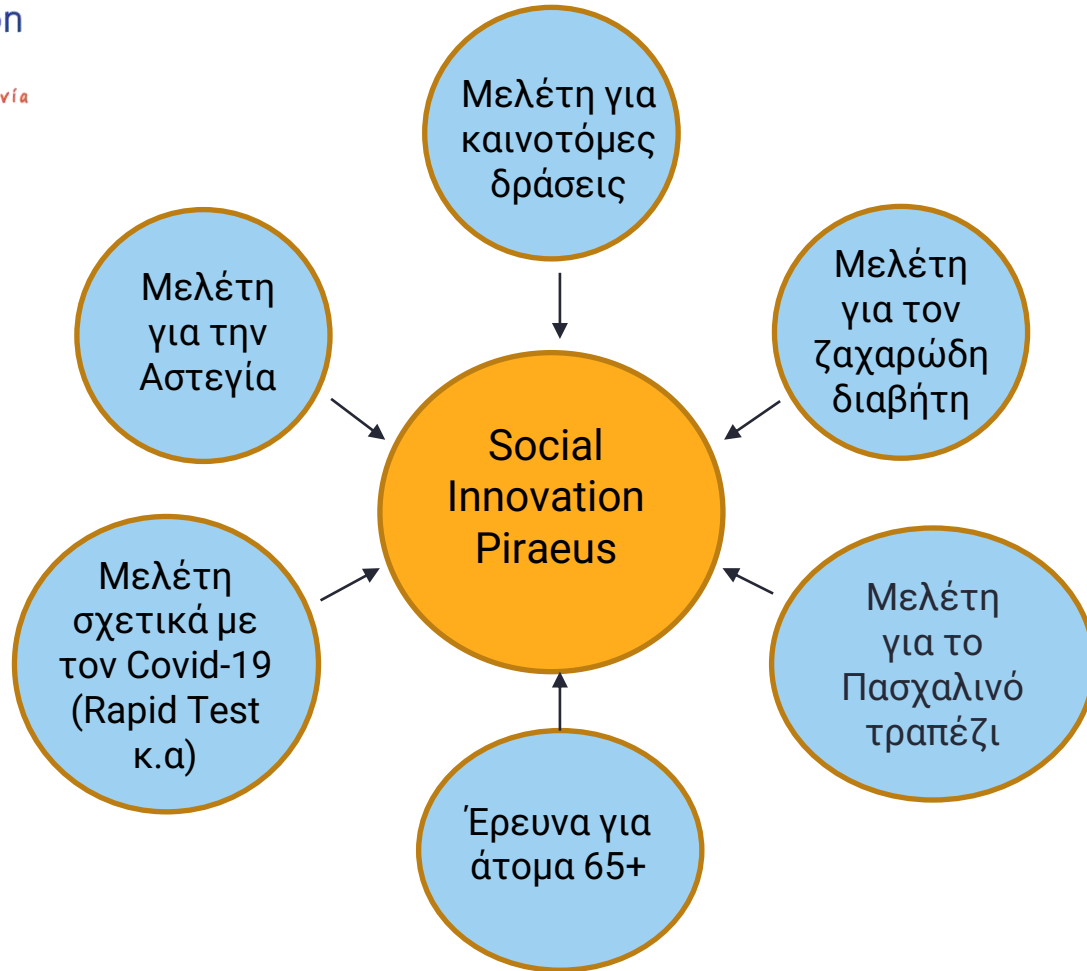 Μελέτη για
καινοτόμες
δράσεις
Μελέτη
για την
Αστεγία
Μελέτη
για τον
ζαχαρώδη
διαβήτη
Social
Innovation
Piraeus
Μελέτη
σχετικά με
τον Covid-19
(Rapid Test
κ.α)
Μελέτη
για το
Πασχαλινό
τραπέζι
Έρευνα για
άτομα 65+